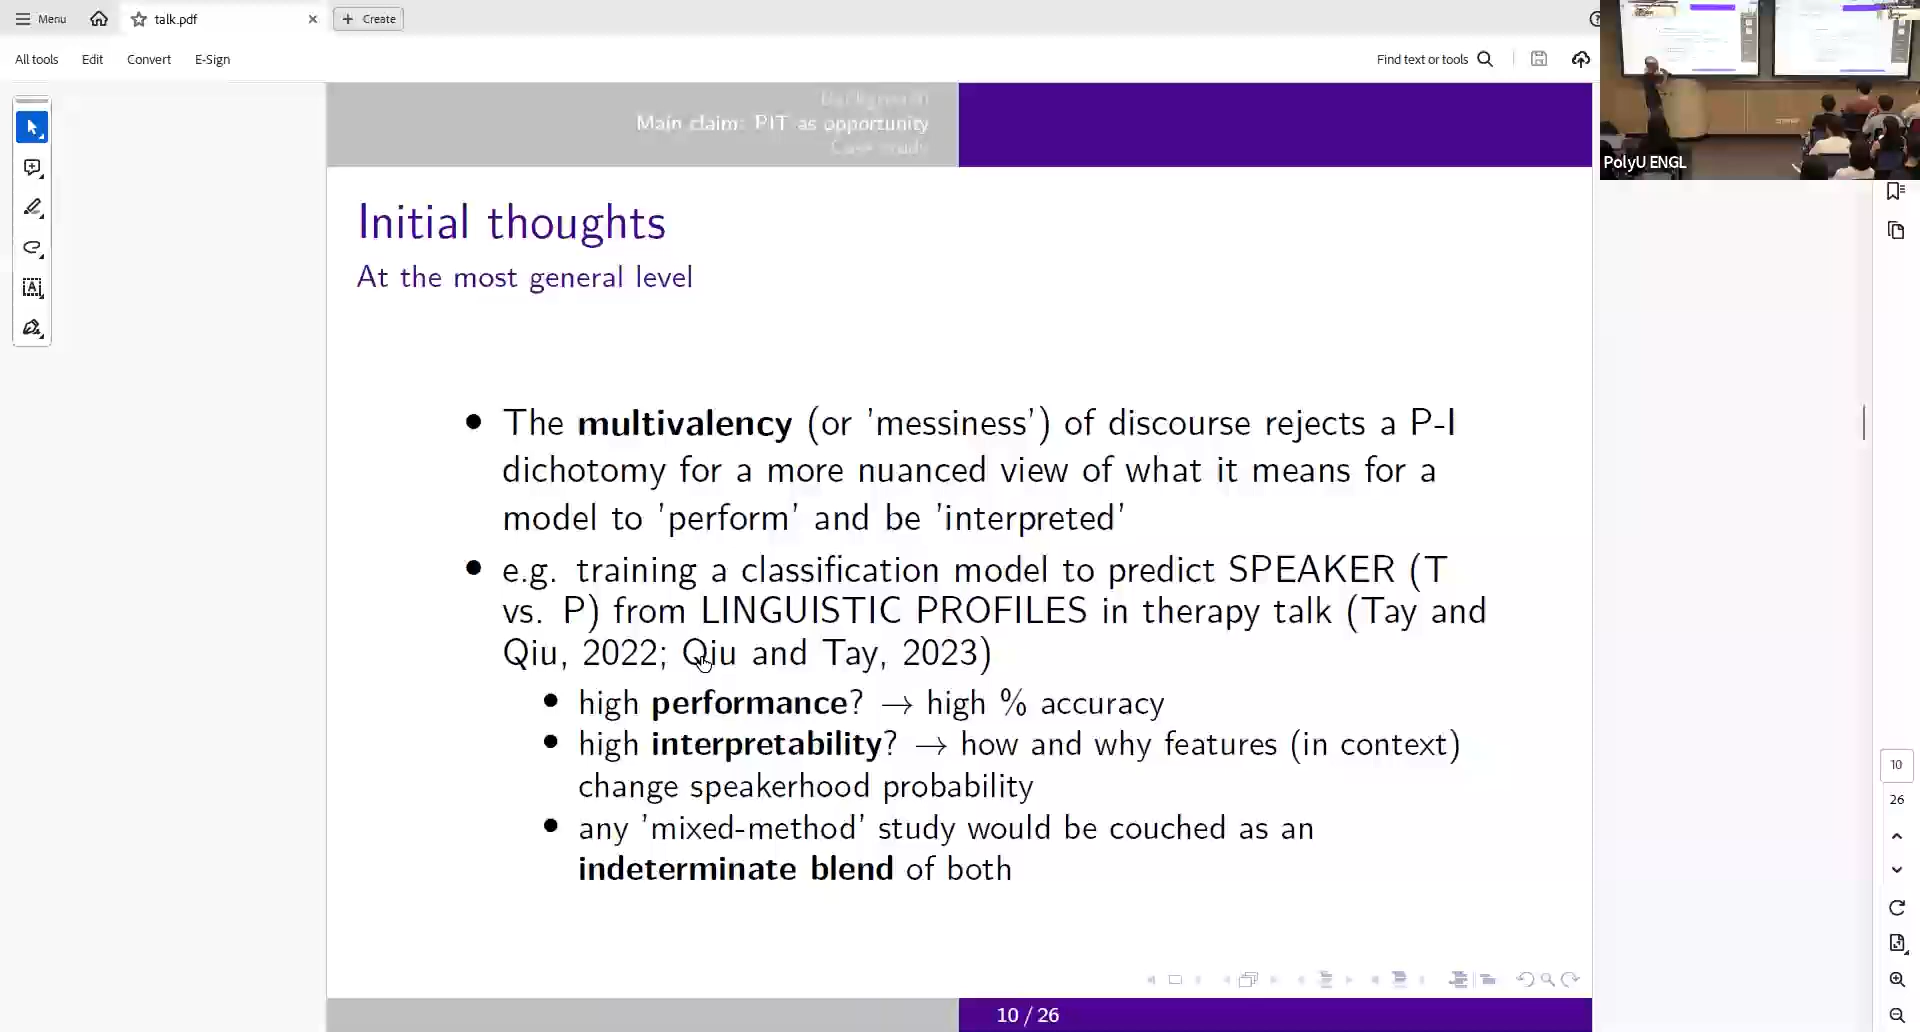 Menu
talk.pdf
Create
All tools
Edit
Convert
E-Sign
Find text or tools
PolyU ENGL
Background
Main claim: PIT as opportunity
Case study
Initial thoughts
At the most general level
• The multivalency (or 'messiness') of discourse rejects a P-I
dichotomy for a more nuanced view of what it means for a
model to 'perform' and be 'interpreted'
• e.g. training a classification model to predict SPEAKER (T
vs. P) from LINGUISTIC PROFILES in therapy talk (Tay and
Qiu, 2022; Qiu and Tay, 2023)
• high performance? → high % accuracy
• high interpretability? → how and why features (in context)
change speakerhood probability
• any 'mixed-method' study would be couched as an
indeterminate blend of both
10
26
10 / 26